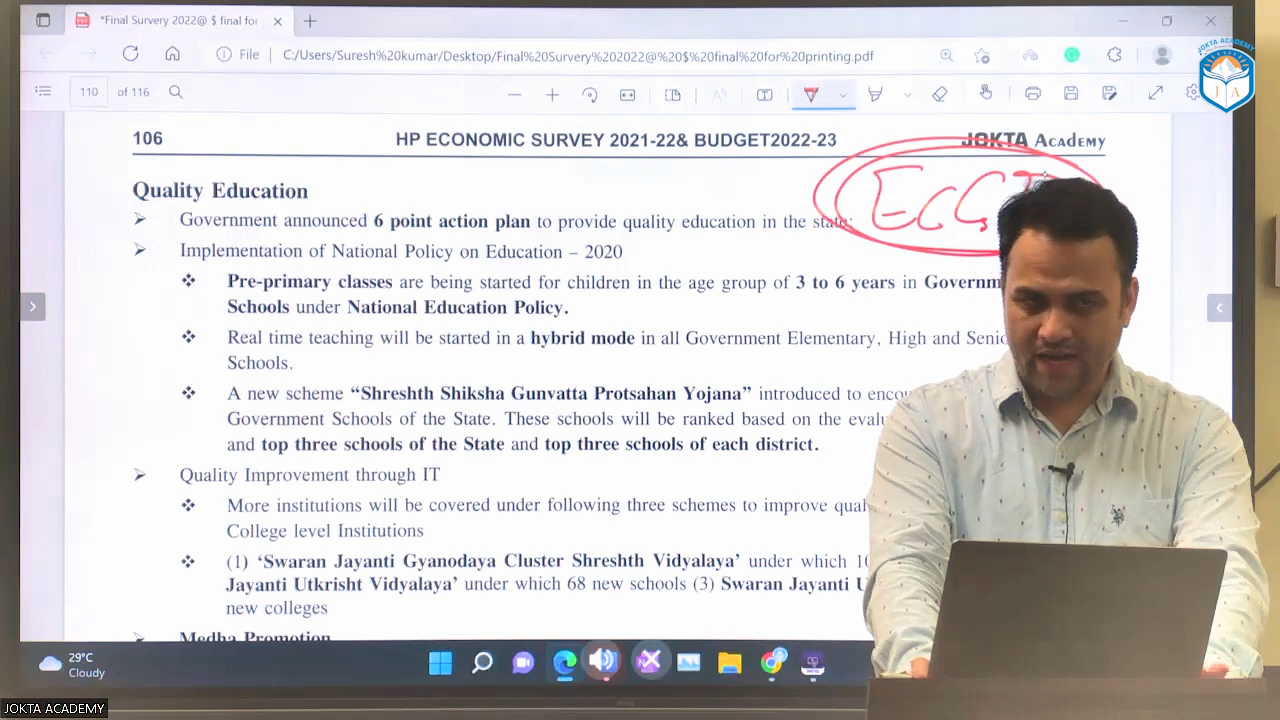 *Final Survery 2022@ $ final for
File
C:/Users/Suresh%20kumar/Desktop/Final%20Survery%202022@%20$%20final%20for%20printing.pdf
110 of 116
JOKTA ACADEMY
J A
106 HP ECONOMIC SURVEY 2021-22& BUDGET2022-23 JOKTA ACADEMY
Quality Education
Government announced 6 point action plan to provide quality education in the state:
Implementation of National Policy on Education – 2020
Pre-primary classes are being started for children in the age group of 3 to 6 years in Governm
Schools under National Education Policy.
Real time teaching will be started in a hybrid mode in all Government Elementary, High and Senio
Schools.
A new scheme “Shreshth Shiksha Gunvatta Protsahan Yojana” introduced to encou
Government Schools of the State. These schools will be ranked based on the evalu
and top three schools of the State and top three schools of each district.
Quality Improvement through IT
More institutions will be covered under following three schemes to improve qual
College level Institutions
(1) ‘Swaran Jayanti Gyanodaya Cluster Shreshth Vidyalaya’ under which 10
Jayanti Utkrisht Vidyalaya’ under which 68 new schools (3) Swaran Jayanti U
new colleges
Medha Promotion
29°C
Cloudy
JOKTA ACADEMY